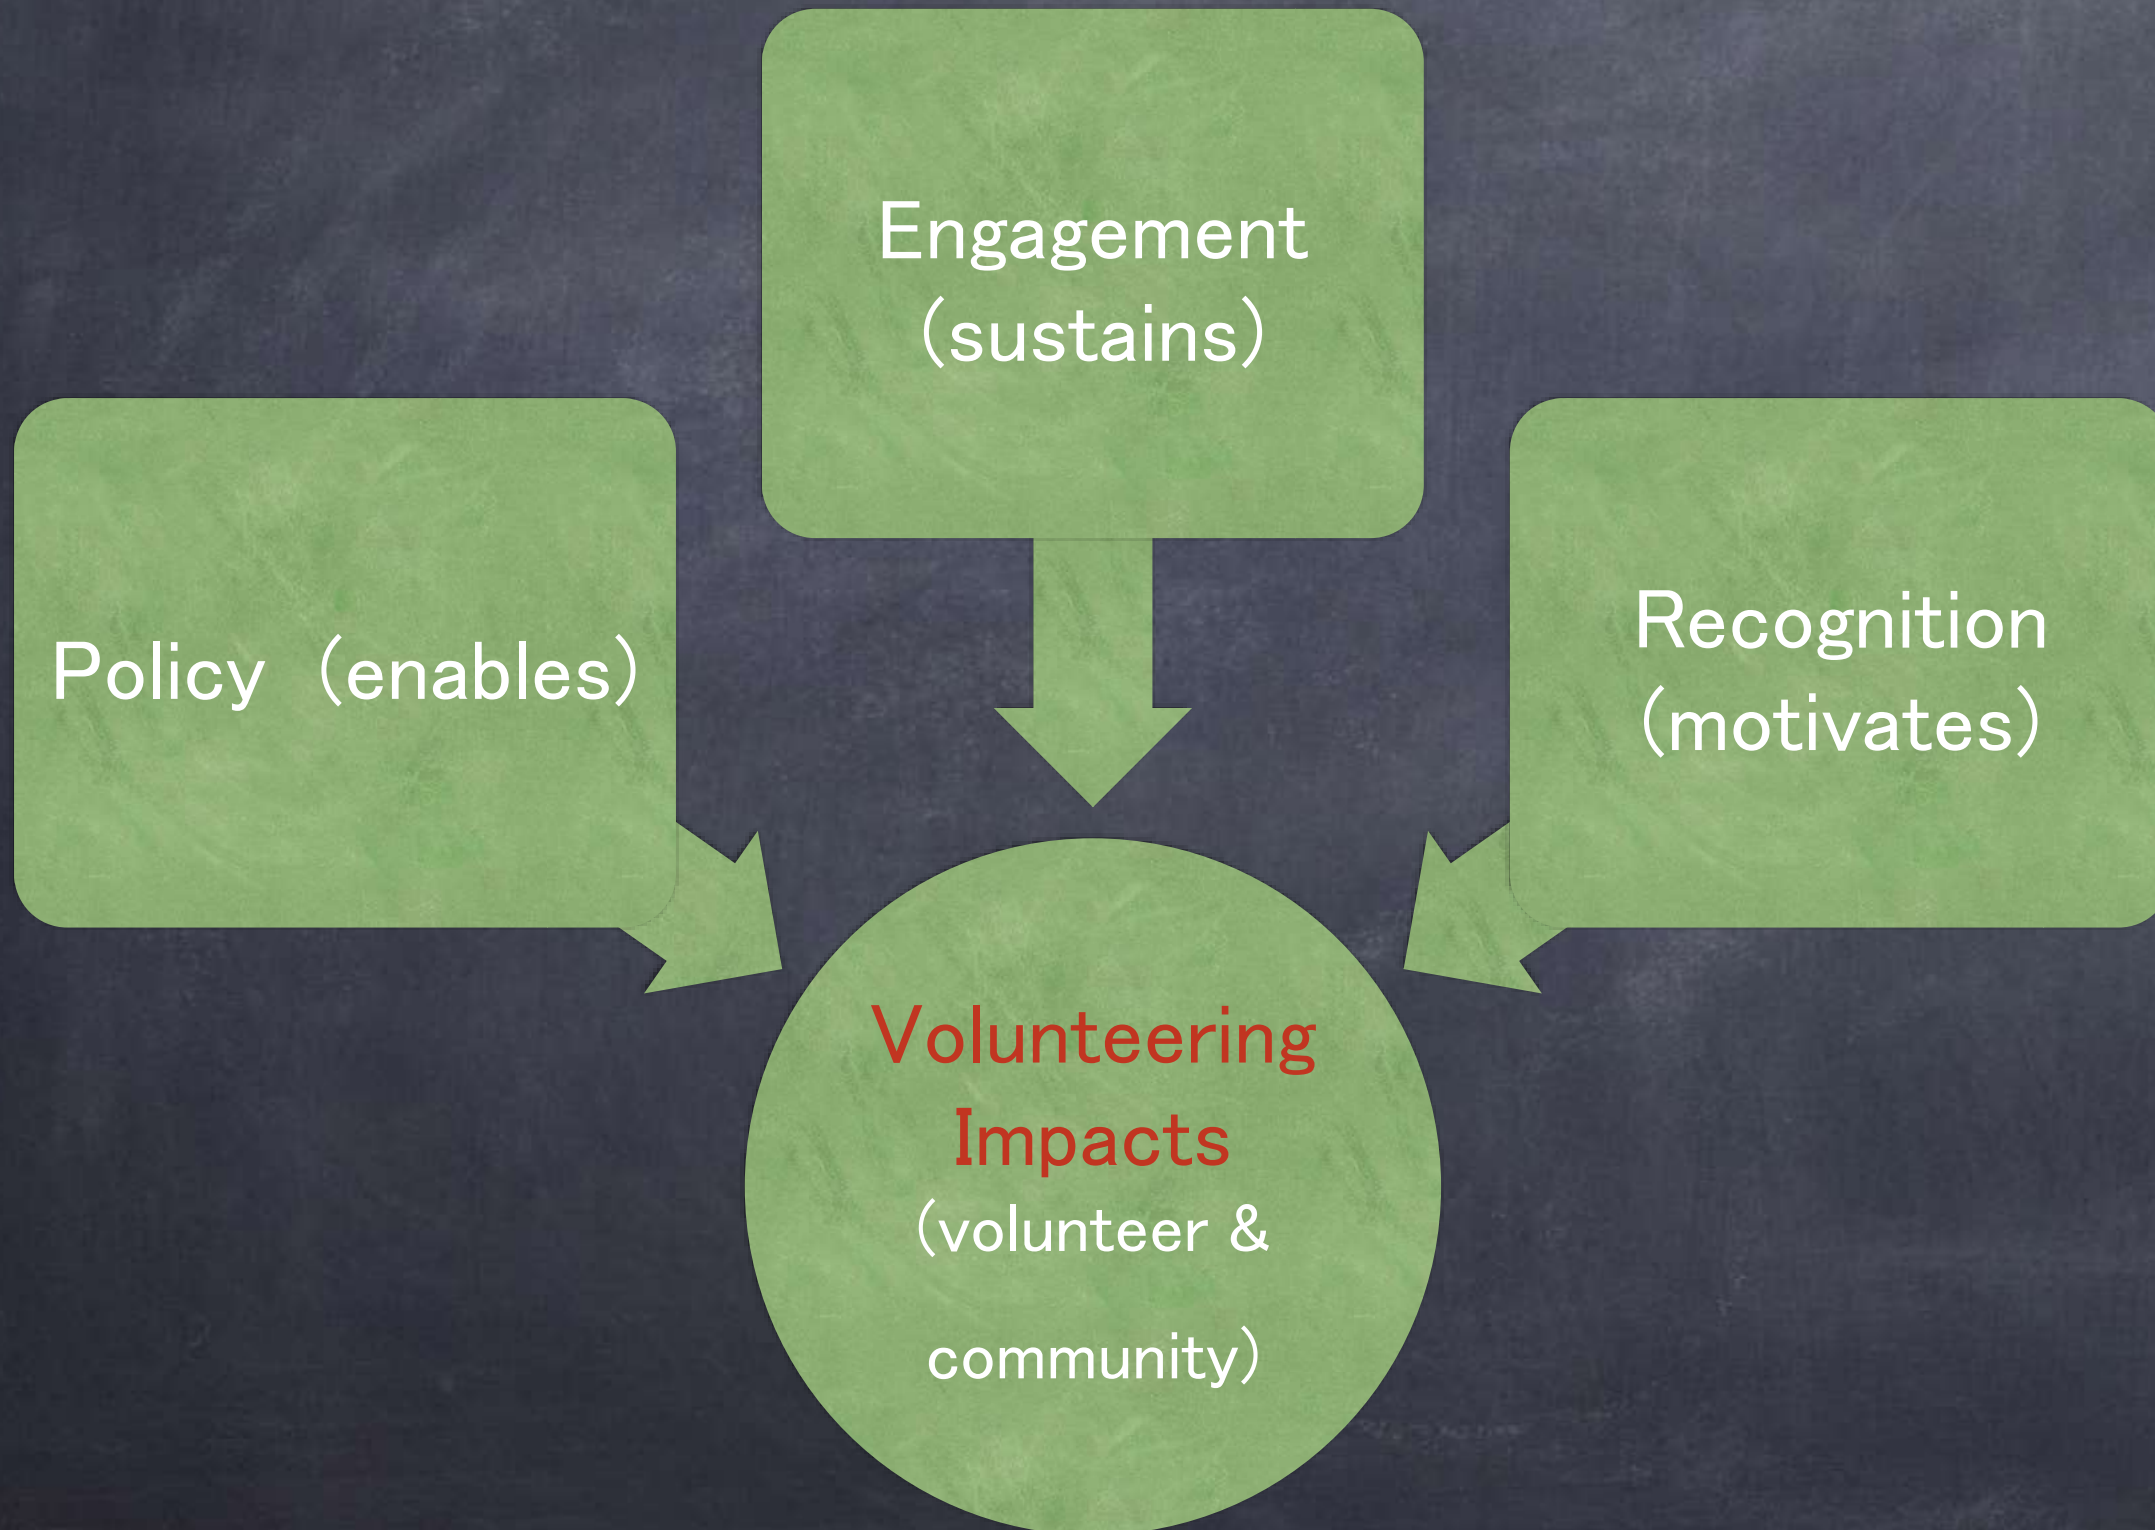 Engagement
(sustains)
Policy (enables)
Recognition
(motivates)
Volunteering
Impacts
(volunteer &
community)